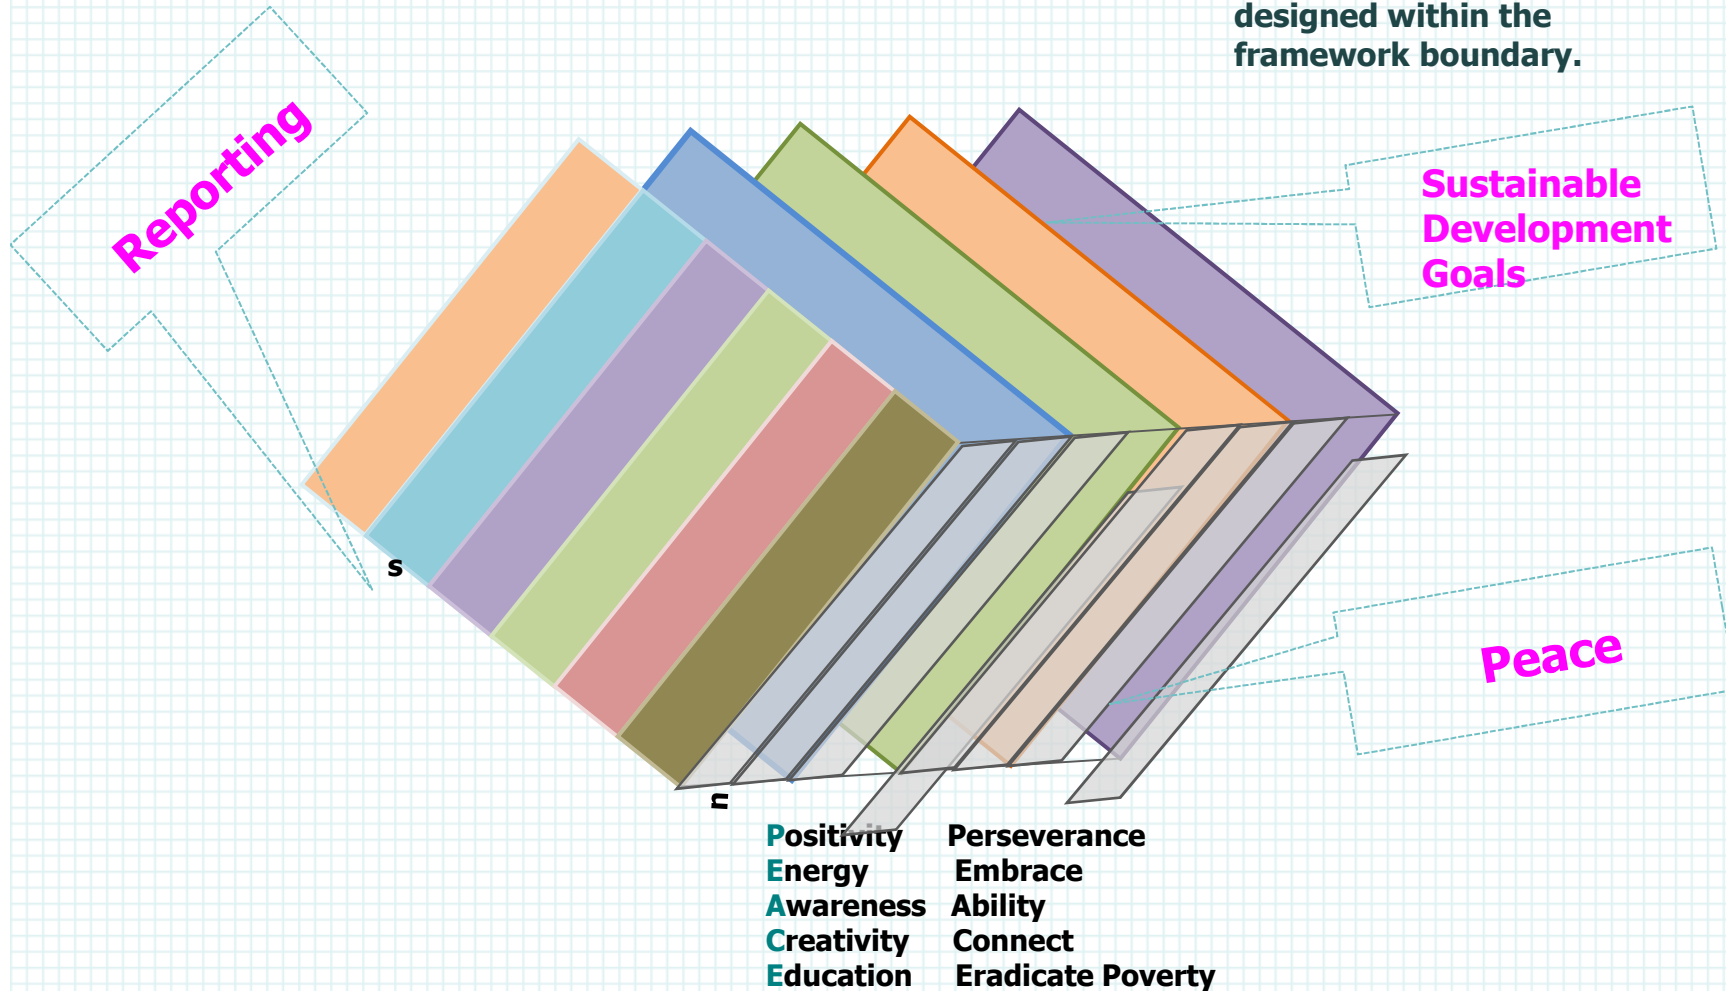 designed within the
framework boundary.
Reporting
Sustainable
Development
Goals
s
Peace
n
Positivity Perseverance
Energy Embrace
Awareness Ability
Creativity Connect
Education Eradicate Poverty